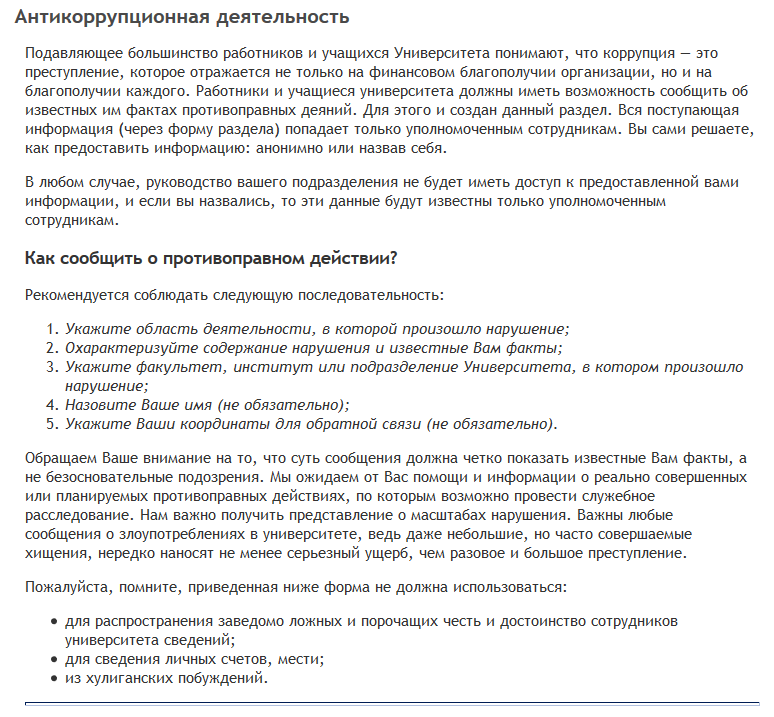 Антикоррупционная деятельность
Подавляющее большинство работников и учащихся Университета понимают, что коррупция — это
преступление, которое отражается не только на финансовом благополучии организации, но и на
благополучии каждого. Работники и учащиеся университета должны иметь возможность сообщить об
известных им фактах противоправных деяний. Для этого и создан данный раздел. Вся поступающая
информация (через форму раздела) попадает только уполномоченным сотрудникам. Вы сами решаете,
как предоставить информацию: анонимно или назвав себя.
В любом случае, руководство вашего подразделения не будет иметь доступ к предоставленной вами
информации, и если вы назвались, то эти данные будут известны только уполномоченным
сотрудникам.
Как сообщить о противоправном действии?
Рекомендуется соблюдать следующую последовательность:
1. Укажите область деятельности, в которой произошло нарушение;
2. Охарактеризуйте содержание нарушения и известные Вам факты;
3. Укажите факультет, институт или подразделение Университета, в котором произошло
нарушение;
4. Назовите Ваше имя (не обязательно);
5. Укажите Ваши координаты для обратной связи (не обязательно).
Обращаем Ваше внимание на то, что суть сообщения должна четко показать известные Вам факты, а
не безосновательные подозрения. Мы ожидаем от Вас помощи и информации о реально совершенных
или планируемых противоправных действиях, по которым возможно провести служебное
расследование. Нам важно получить представление о масштабах нарушения. Важны любые
сообщения о злоупотреблениях в университете, ведь даже небольшие, но часто совершаемые
хищения, нередко наносят не менее серьезный ущерб, чем разовое и большое преступление.
Пожалуйста, помните, приведенная ниже форма не должна использоваться:
• для распространения заведомо ложных и порочащих честь и достоинство сотрудников
университета сведений;
• для сведения личных счетов, мести;
• из хулиганских побуждений.